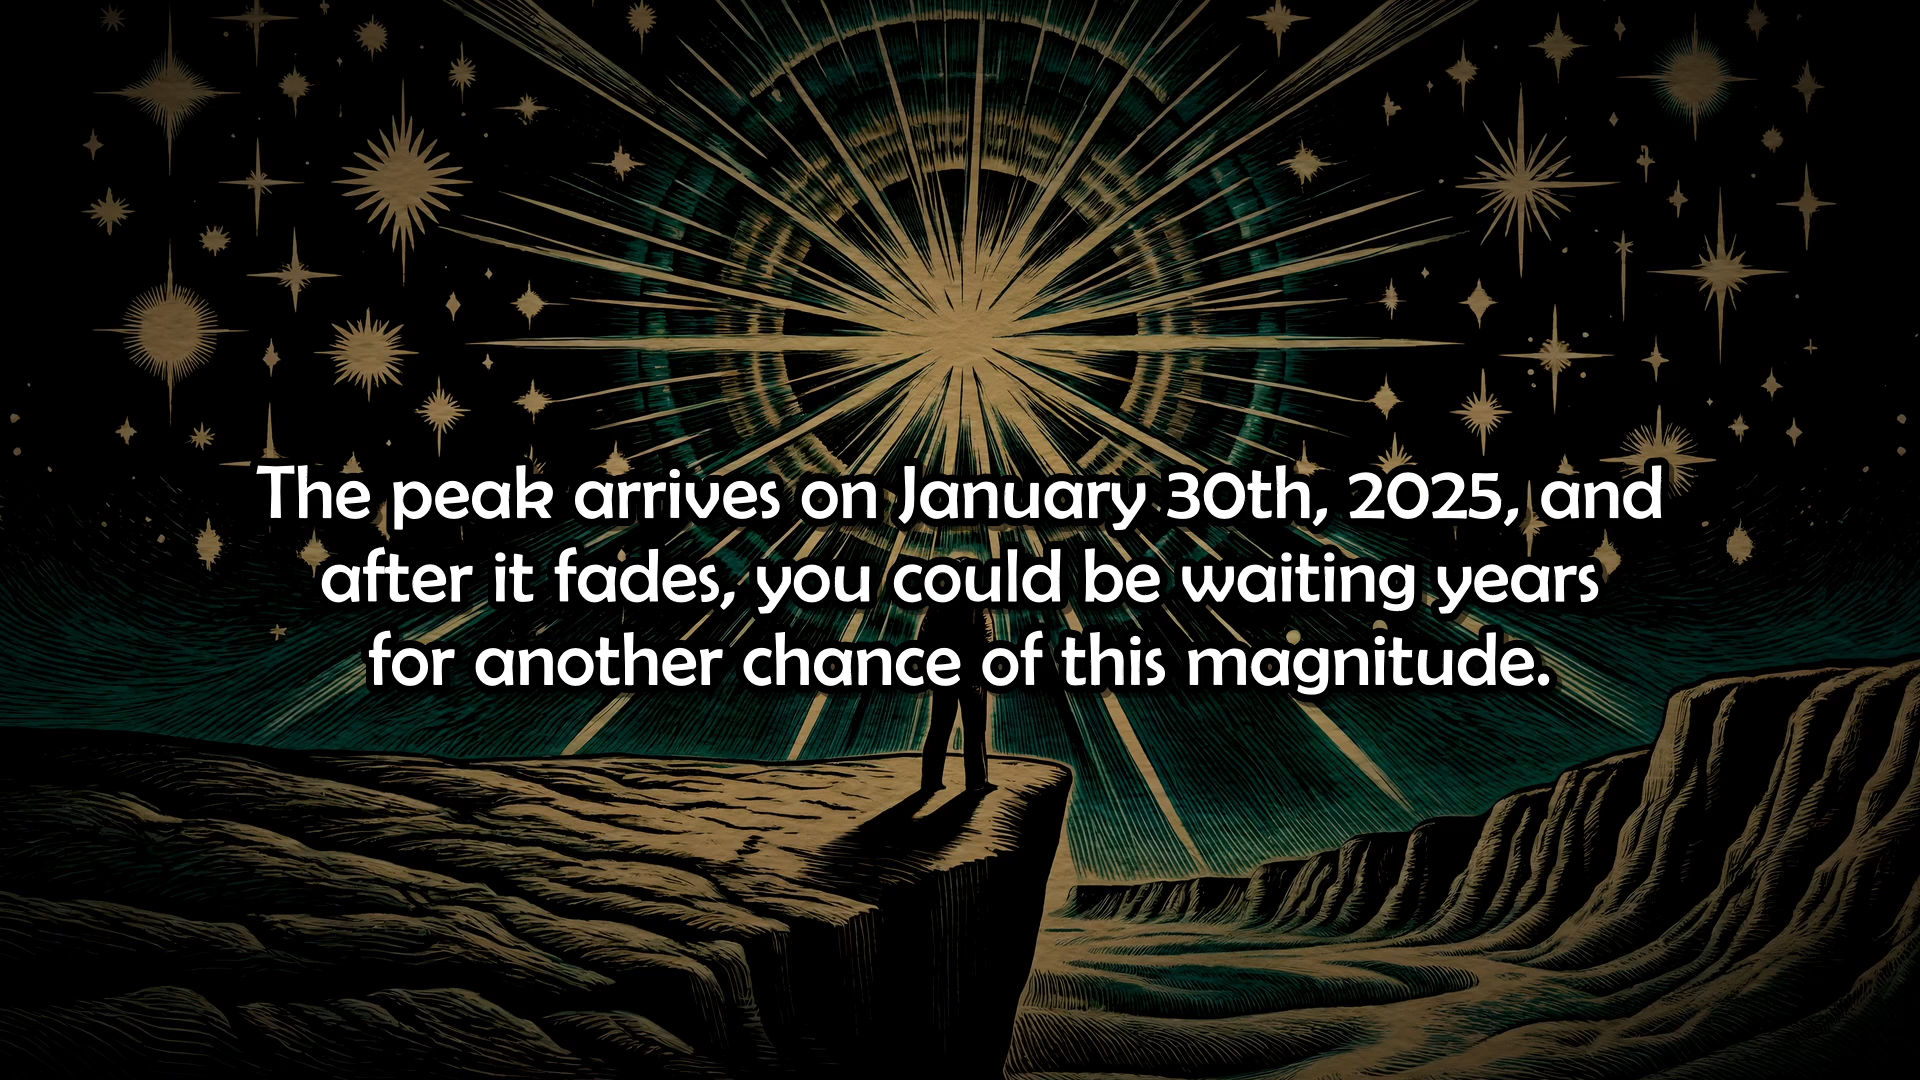 The peak arrives on January 30th, 2025, and
after it fades, you could be waiting years
for another chance of this magnitude.